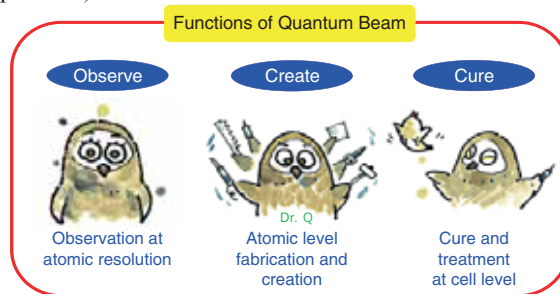 Functions of Quantum Beam
Observe
Create
Cure
Dr. Q
Observation at
atomic resolution
Atomic level
fabrication and
creation
Cure and
treatment
at cell level